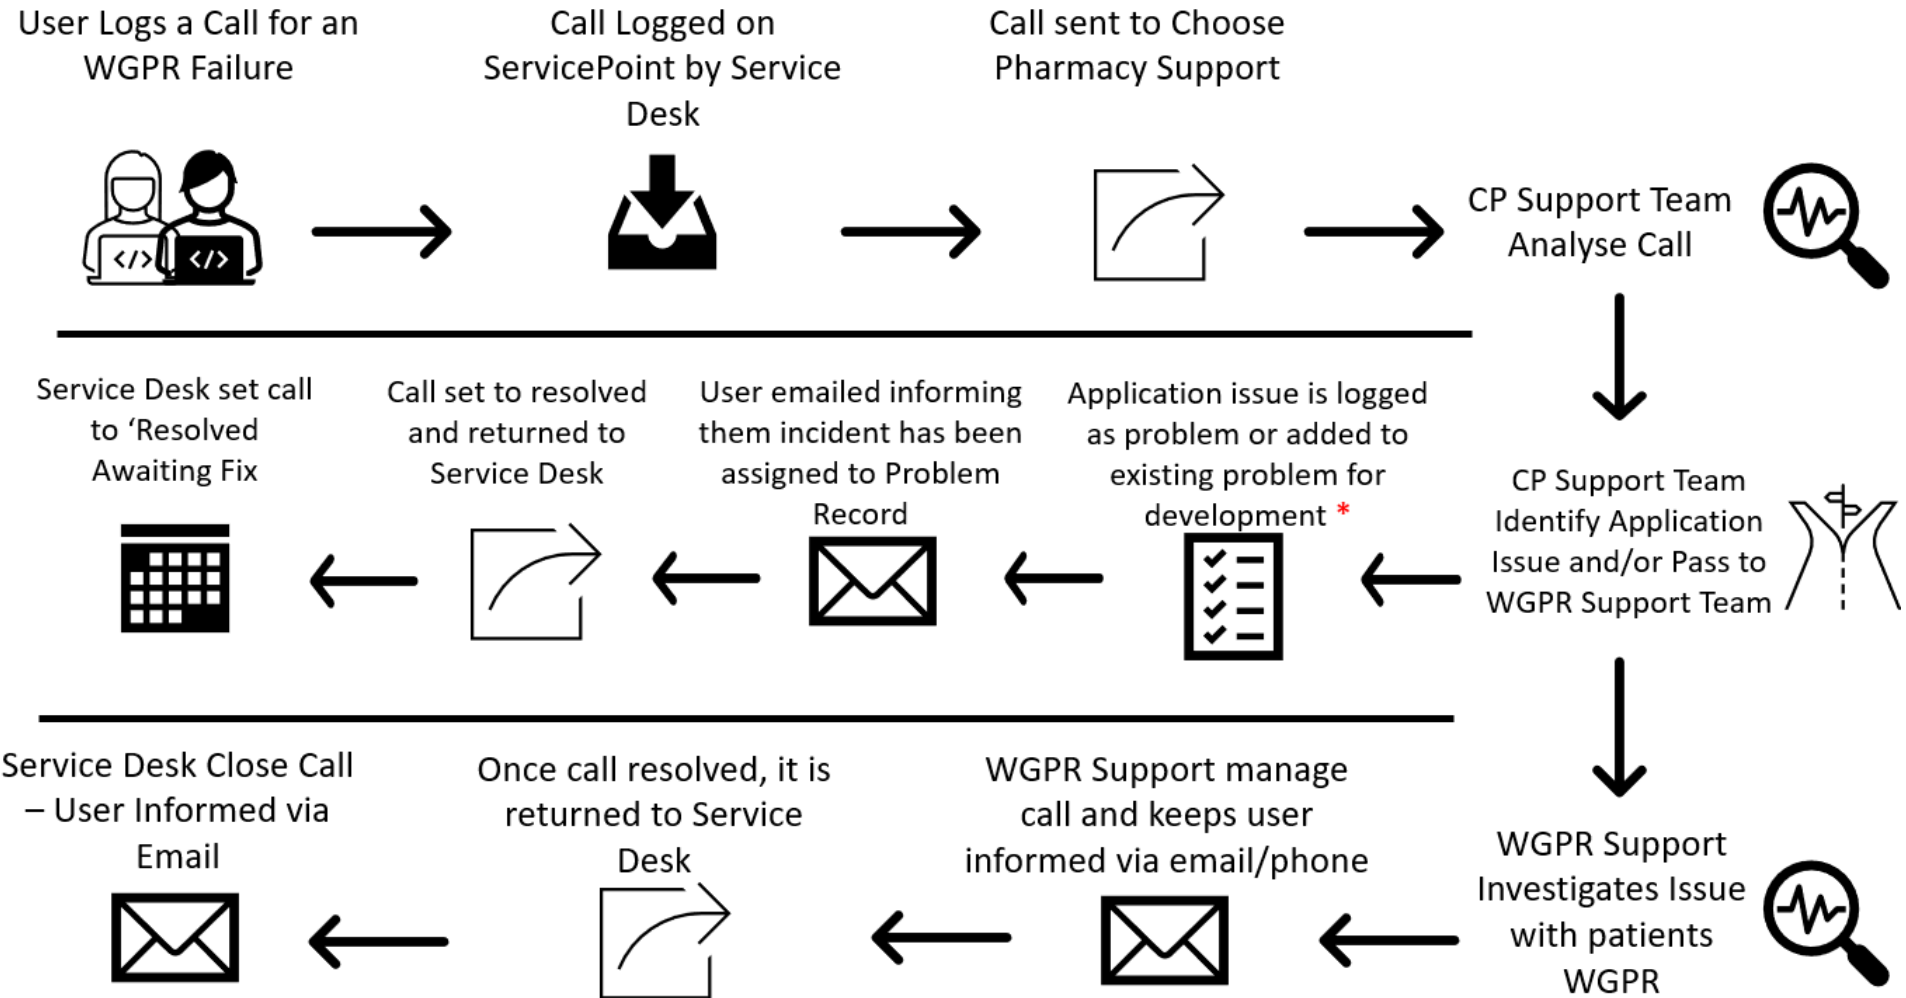 User Logs a Call for an
WGPR Failure
Call Logged on
ServicePoint by Service
Desk
Call sent to Choose
Pharmacy Support
</>
</>
CP Support Team
Analyse Call
Service Desk set call
to ‘Resolved
Awaiting Fix
Call set to resolved
and returned to
Service Desk
User emailed informing
them incident has been
assigned to Problem
Record
Application issue is logged
as problem or added to
existing problem for
development *
CP Support Team
Identify Application
Issue and/or Pass to
WGPR Support Team
Service Desk Close Call
– User Informed via
Email
Once call resolved, it is
returned to Service
Desk
WGPR Support manage
call and keeps user
informed via email/phone
WGPR Support
Investigates Issue
with patients
WGPR